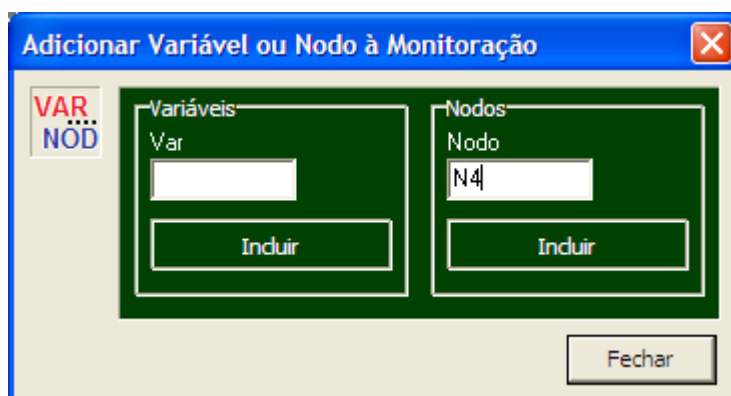 Adicionar Variável ou Nodo à Monitoração
VAR
NOD
Variáveis
Var
Incluir
Nodos
Nodo
N4
Incluir
Fechar